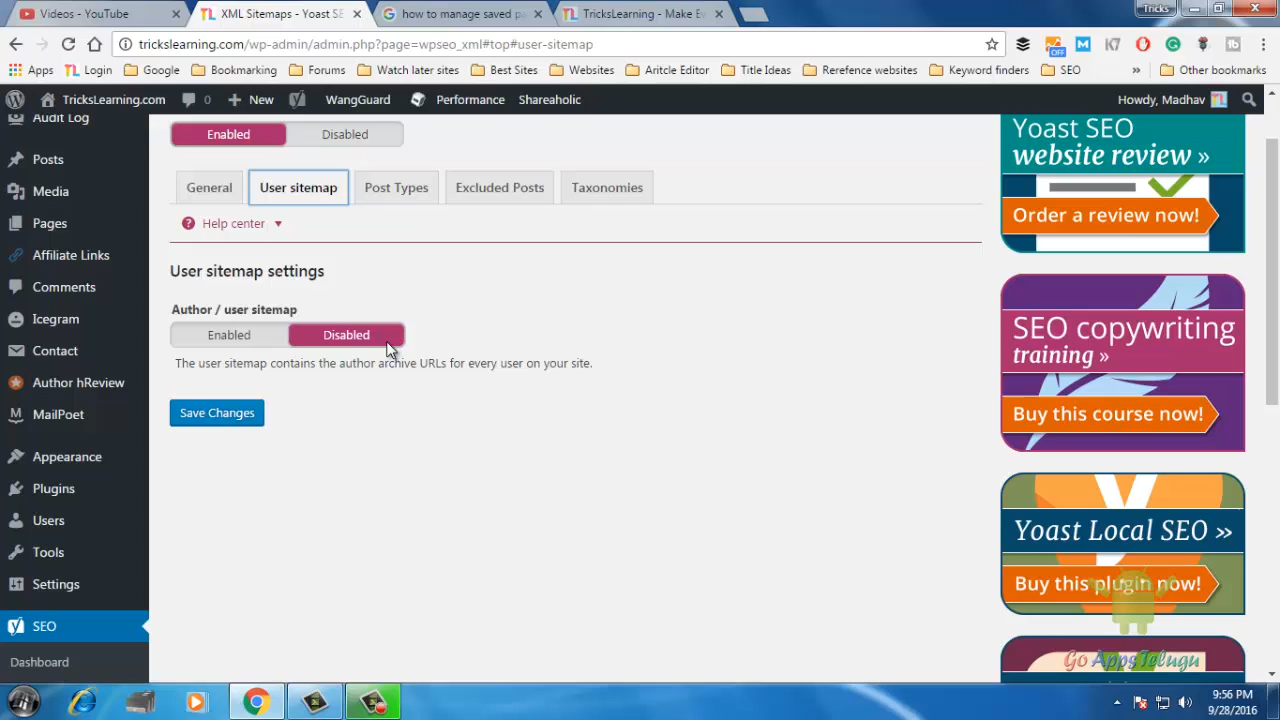 Videos - YouTube
XML Sitemaps - Yoast SE
how to manage saved pa
TricksLearning - Make Ev
Tricks
trickslearning.com/wp-admin/admin.php?page=wpseo_xml#top#user-sitemap
OFF
Apps
Login
Google
Bookmarking
Forums
Watch later sites
Best Sites
Websites
Aritcle Editor
Title Ideas
Rerefence websites
Keyword finders
SEO
»
Other bookmarks
TricksLearning.com
0
New
WangGuard
Performance
Shareaholic
Howdy, Madhav
Audit Log
Posts
Media
Pages
Affiliate Links
Comments
Icegram
Contact
Author hReview
MailPoet
Appearance
Plugins
Users
Tools
Settings
SEO
Dashboard
Enabled
Disabled
General
User sitemap
Post Types
Excluded Posts
Taxonomies
Help center
User sitemap settings
Author / user sitemap
Enabled
Disabled
The user sitemap contains the author archive URLs for every user on your site.
Save Changes
Yoast SEO
website review »
Order a review now!
SEO copywriting
training »
Buy this course now!
Yoast Local SEO »
Buy this plugin now!
Go AppsTelugu
9:56 PM
9/28/2016